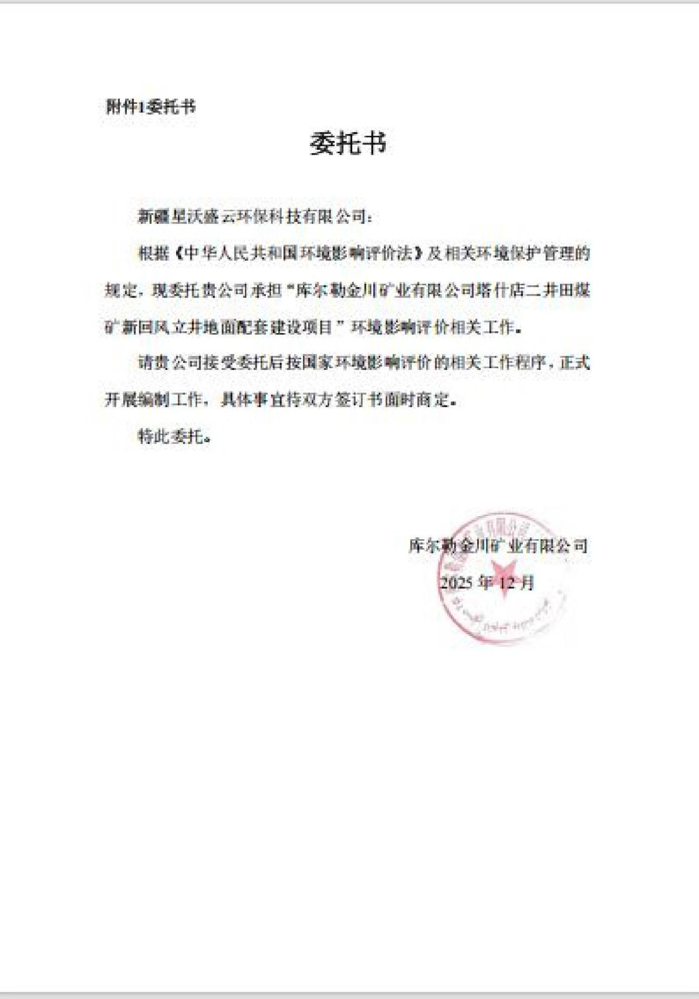 附件1委托书
委托书
新疆星沃盛云环保科技有限公司：
根据《中华人民共和国环境影响评价法》及相关环境保护管理的
规定，现委托贵公司承担“库尔勒金川矿业有限公司塔什店二井田煤
矿新回风立井地面配套建设项目”环境影响评价相关工作。
请贵公司接受委托后按国家环境影响评价的相关工作程序，正式
开展编制工作，具体事宜待双方签订书面时商定。
特此委托。
库尔勒金川矿业有限公司
2025 年 12 月